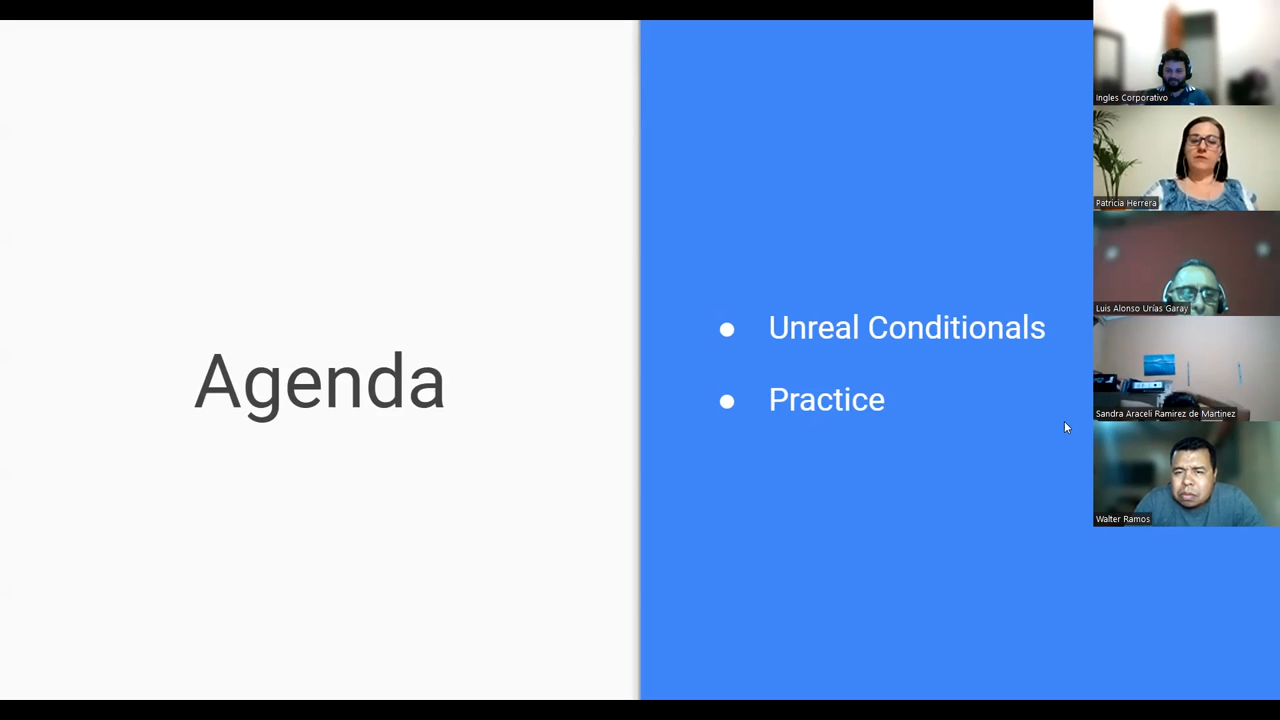 Agenda
● Unreal Conditionals
● Practice
Ingles Corporativo
Patricia Herrera
Luis Alonso Urías Garay
Sandra Araceli Ramirez de Martinez
Walter Ramos